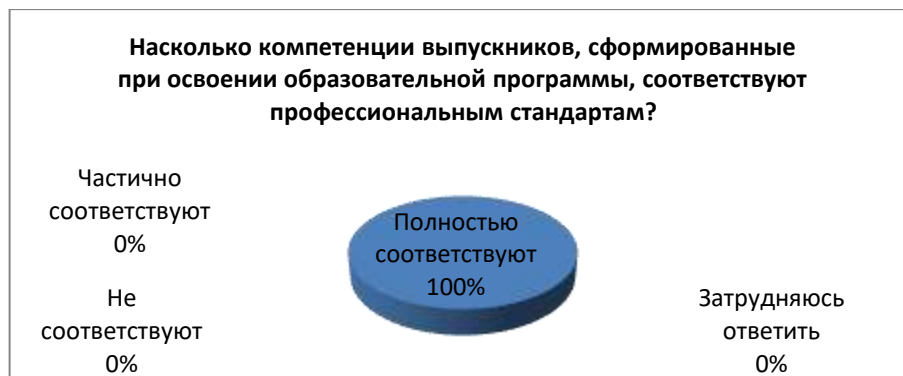 Насколько компетенции выпускников, сформированные
при освоении образовательной программы, соответствуют
профессиональным стандартам?
Частично
соответствуют
0%
Полностью
соответствуют
100%
Не
соответствуют
0%
Затрудняюсь
ответить
0%